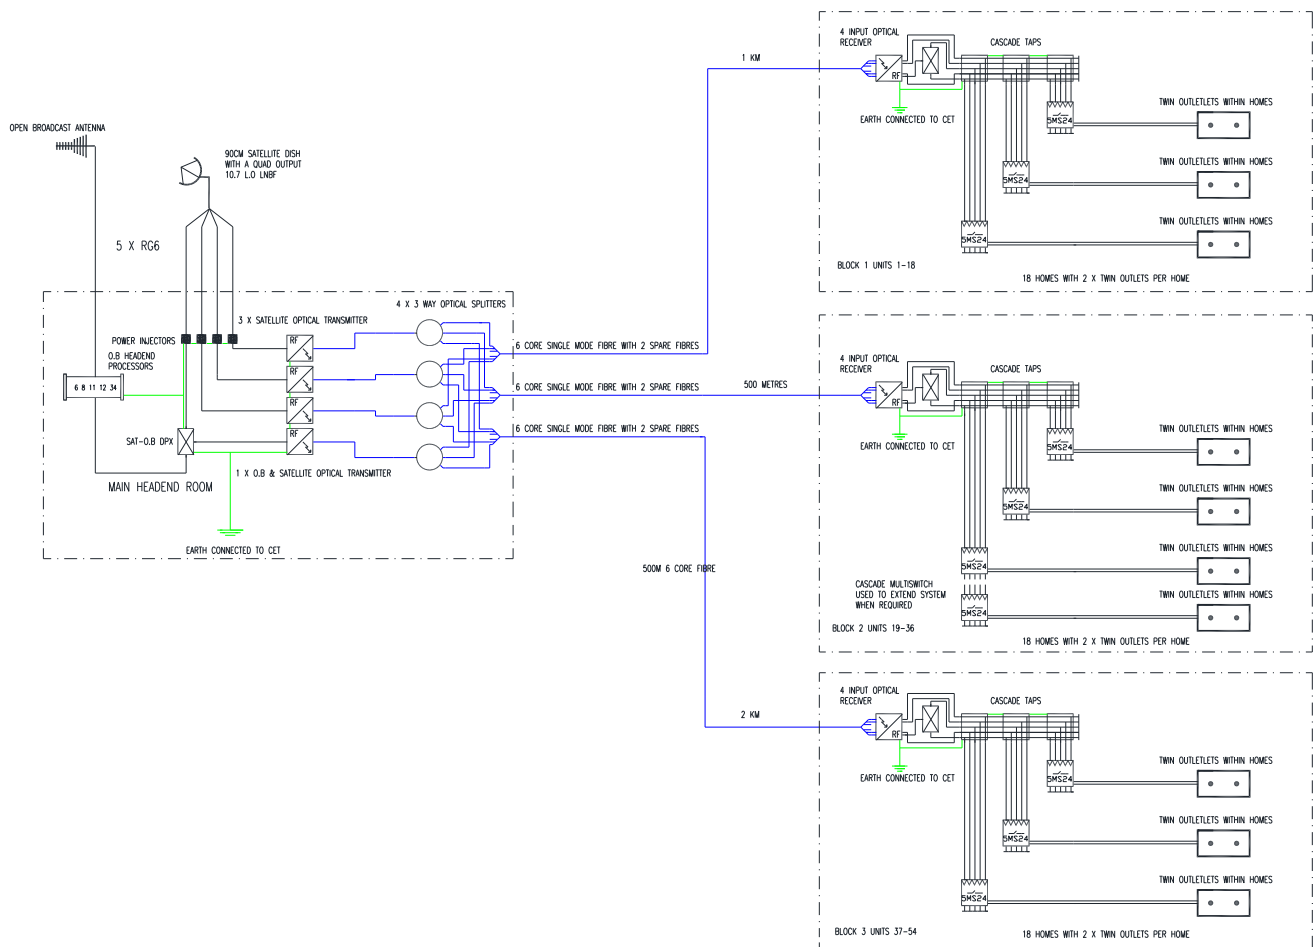 OPEN BROADCAST ANTENNA
90CM SATELLITE DISH
WITH A QUAD OUTPUT
10.7 L.O LNBF
5 X RG6
POWER INJECTORS
3 X SATELLITE OPTICAL TRANSMITTER
4 X 3 WAY OPTICAL SPUTTERS
O.B HEADEND
PROCESSORS
6 8 11 12 34
RF
RF
RF
RF
SAT-O.B DPX
1 X O.B & SATELLITE OPTICAL TRANSMITTER
MAIN HEADEND ROOM
EARTH CONNECTED TO CET
6 CORE SINGLE MODE FIBRE WITH 2 SPARE FIBRES
6 CORE SINGLE MODE FIBRE WITH 2 SPARE FIBRES
6 CORE SINGLE MODE FIBRE WITH 2 SPARE FIBRES
1 KM
500 METRES
500M 6 CORE FIBRE
2 KM
4 INPUT OPTICAL
RECEIVER
CASCADE TAPS
RF
EARTH CONNECTED TO CET
5MS24
TWIN OUTLETLETS WITHIN HOMES
5MS24
TWIN OUTLETLETS WITHIN HOMES
5MS24
TWIN OUTLETLETS WITHIN HOMES
BLOCK 1 UNITS 1-18
18 HOMES WITH 2 X TWIN OUTLETS PER HOME
4 INPUT OPTICAL
RECEIVER
CASCADE TAPS
RF
EARTH CONNECTED TO CET
5MS24
TWIN OUTLETLETS WITHIN HOMES
5MS24
TWIN OUTLETLETS WITHIN HOMES
5MS24
TWIN OUTLETLETS WITHIN HOMES
5MS24
TWIN OUTLETLETS WITHIN HOMES
CASCADE MULTISWITCH
USED TO EXTEND SYSTEM
WHEN REQUIRED
BLOCK 2 UNITS 19-36
18 HOMES WITH 2 X TWIN OUTLETS PER HOME
4 INPUT OPTICAL
RECEIVER
CASCADE TAPS
RF
EARTH CONNECTED TO CET
5MS24
TWIN OUTLETLETS WITHIN HOMES
5MS24
TWIN OUTLETLETS WITHIN HOMES
5MS24
TWIN OUTLETLETS WITHIN HOMES
BLOCK 3 UNITS 37-54
18 HOMES WITH 2 X TWIN OUTLETS PER HOME